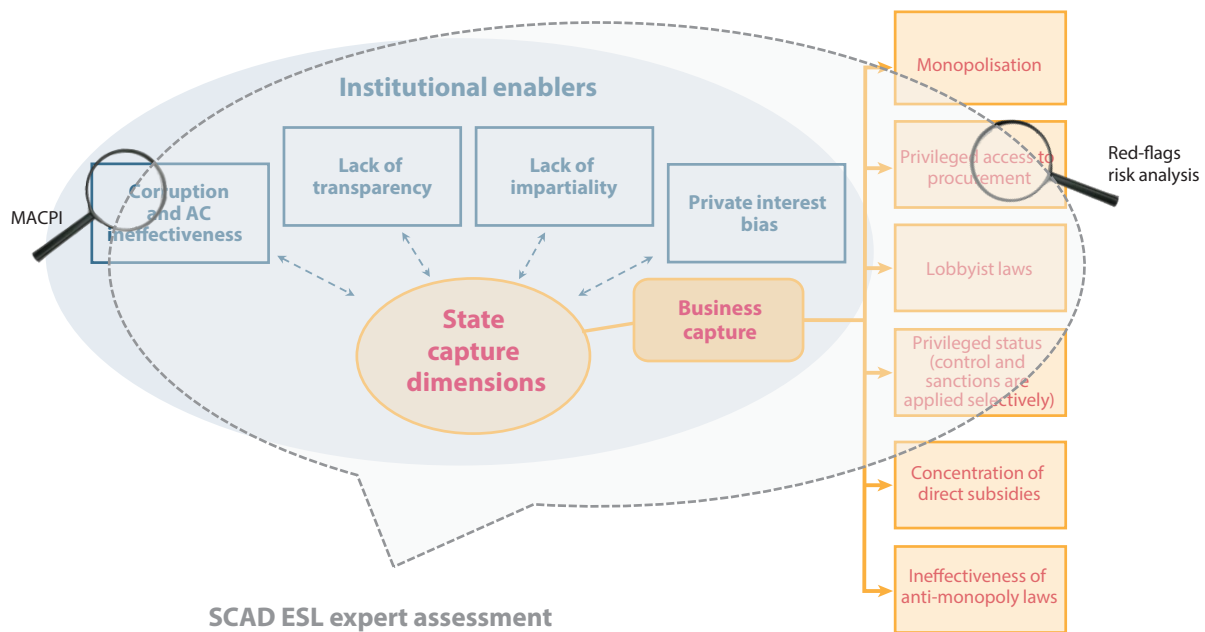 Institutional enablers
MACPI
Corruption
and AC
ineffectiveness
Lack of
transparency
Lack of
impartiality
Private interest
bias
State
capture
dimensions
Business
capture
Monopolisation
Privileged access to
procurement
Lobbyist laws
Privileged status
(control and
sanctions are
applied selectively)
Concentration of
direct subsidies
Ineffectiveness of
anti-monopoly laws
Red-flags
risk analysis
SCAD ESL expert assessment